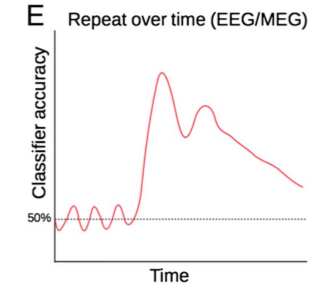 E
Repeat over time (EEG/MEG)
Classifier accuracy
50%
Time